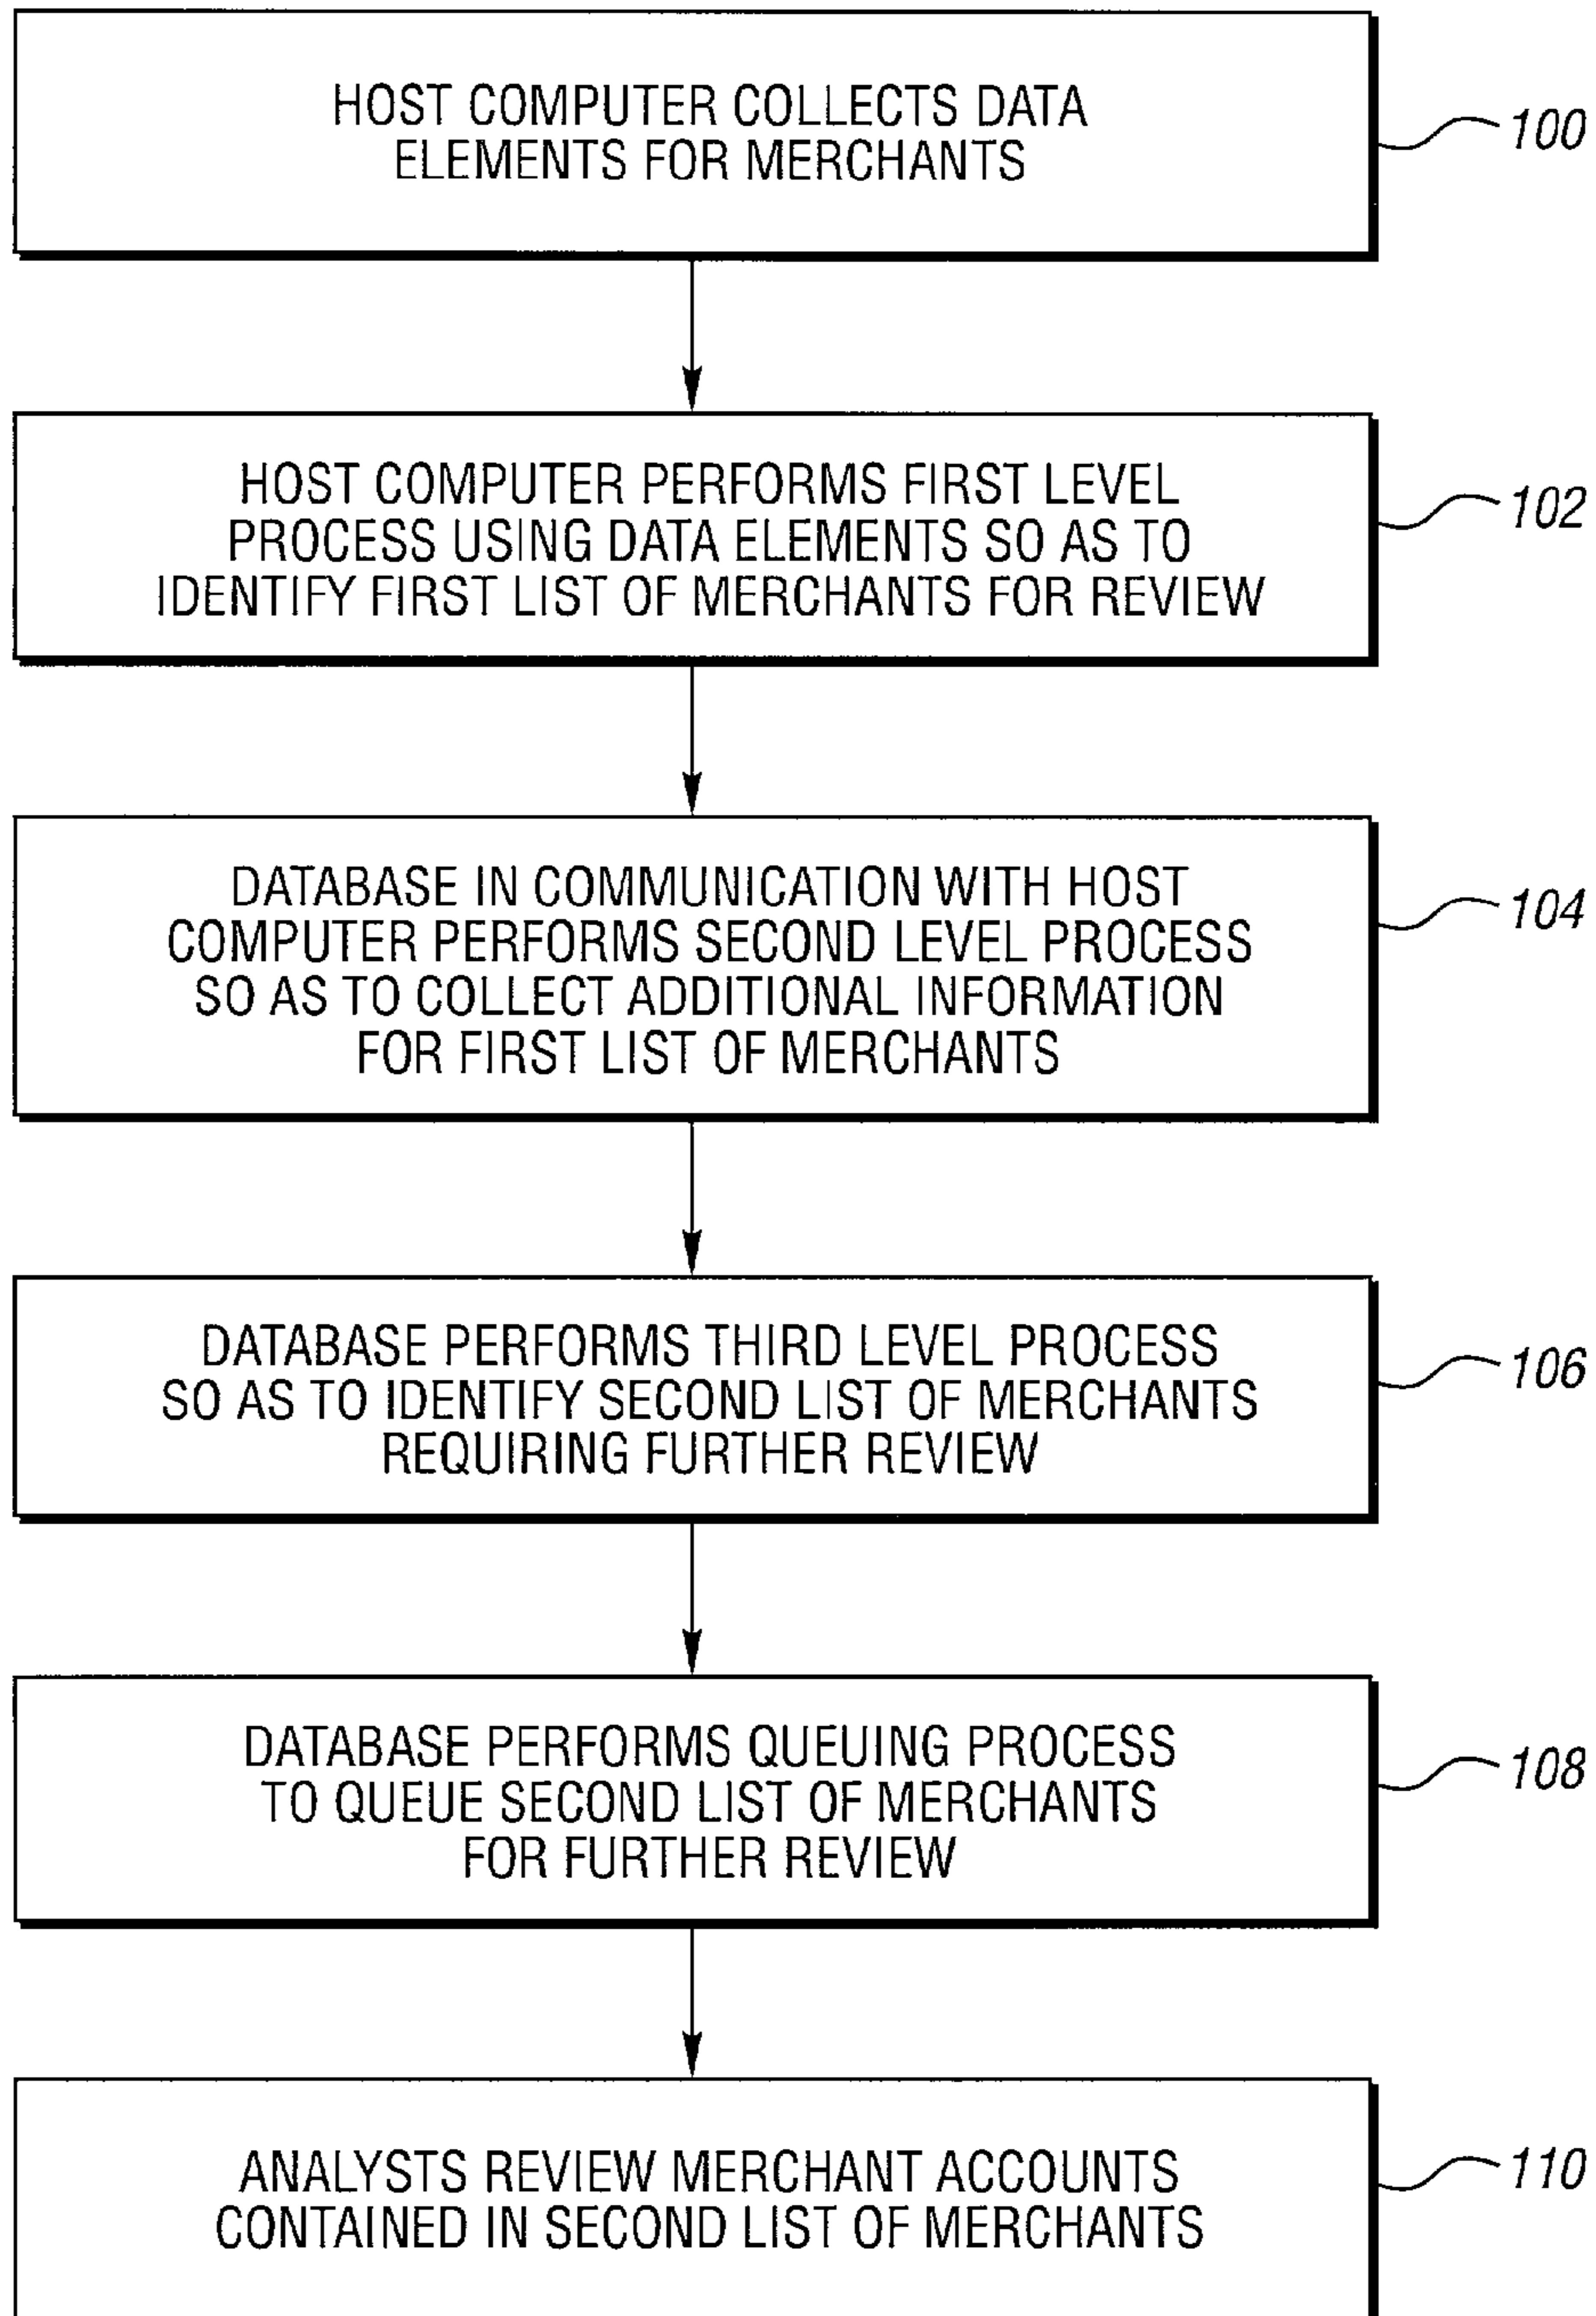 HOST COMPUTER COLLECTS DATA
ELEMENTS FOR MERCHANTS
100
HOST COMPUTER PERFORMS FIRST LEVEL
PROCESS USING DATA ELEMENTS SO AS TO
IDENTIFY FIRST LIST OF MERCHANTS FOR REVIEW
102
DATABASE IN COMMUNICATION WITH HOST
COMPUTER PERFORMS SECOND LEVEL PROCESS
SO AS TO COLLECT ADDITIONAL INFORMATION
FOR FIRST LIST OF MERCHANTS
104
DATABASE PERFORMS THIRD LEVEL PROCESS
SO AS TO IDENTIFY SECOND LIST OF MERCHANTS
REQUIRING FURTHER REVIEW
106
DATABASE PERFORMS QUEUING PROCESS
TO QUEUE SECOND LIST OF MERCHANTS
FOR FURTHER REVIEW
108
ANALYSTS REVIEW MERCHANT ACCOUNTS
CONTAINED IN SECOND LIST OF MERCHANTS
110